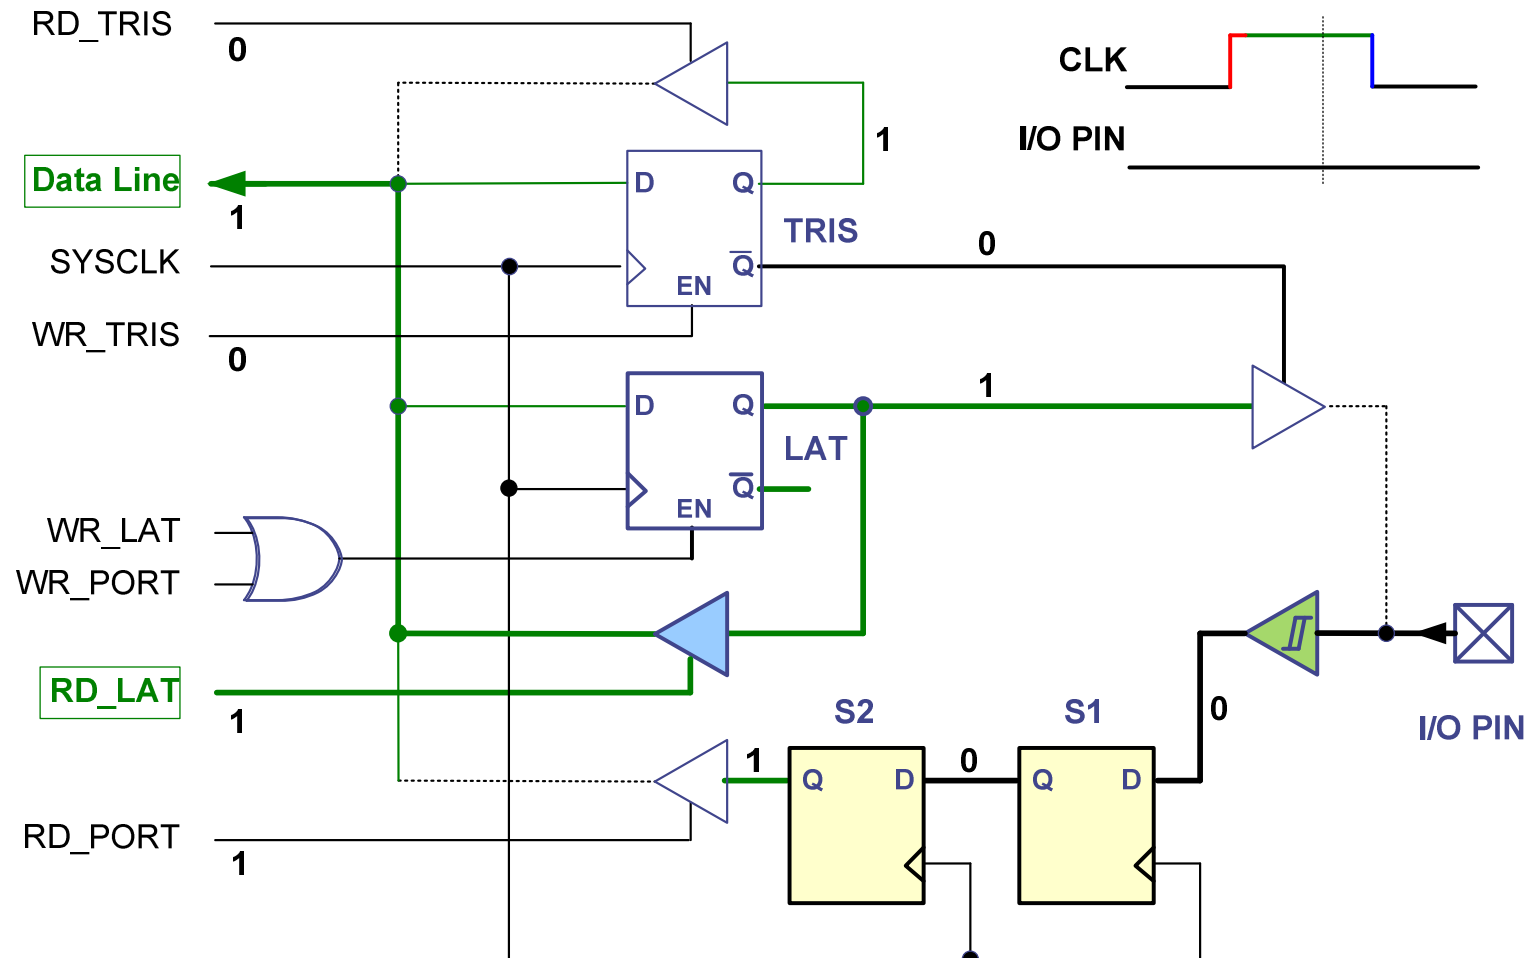 RD_TRIS
0
CLK
I/O PIN
1
Data Line
1
D
Q
TRIS
SYSCLK
0
Q
EN
WR_TRIS
0
D
Q
1
LAT
Q
EN
WR_LAT
WR_PORT
RD_LAT
1
S2
S1
0
I/O PIN
1
Q
D
0
Q
D
RD_PORT
1